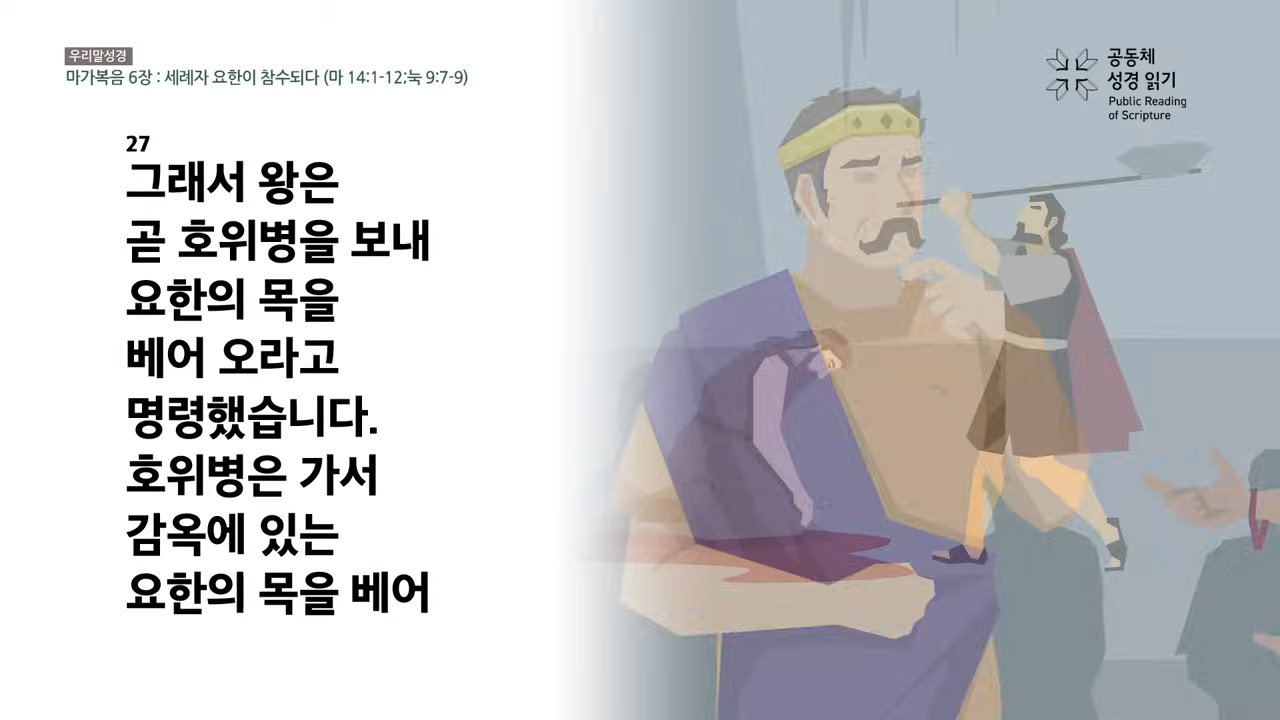 우리말성경
마가복음 6장 : 세례자 요한이 참수되다 (마 14:1-12;눅 9:7-9)
공동체
성경 읽기
Public Reading
of Scripture
27
그래서 왕은
곧 호위병을 보내
요한의 목을
베어 오라고
명령했습니다.
호위병은 가서
감옥에 있는
요한의 목을 베어